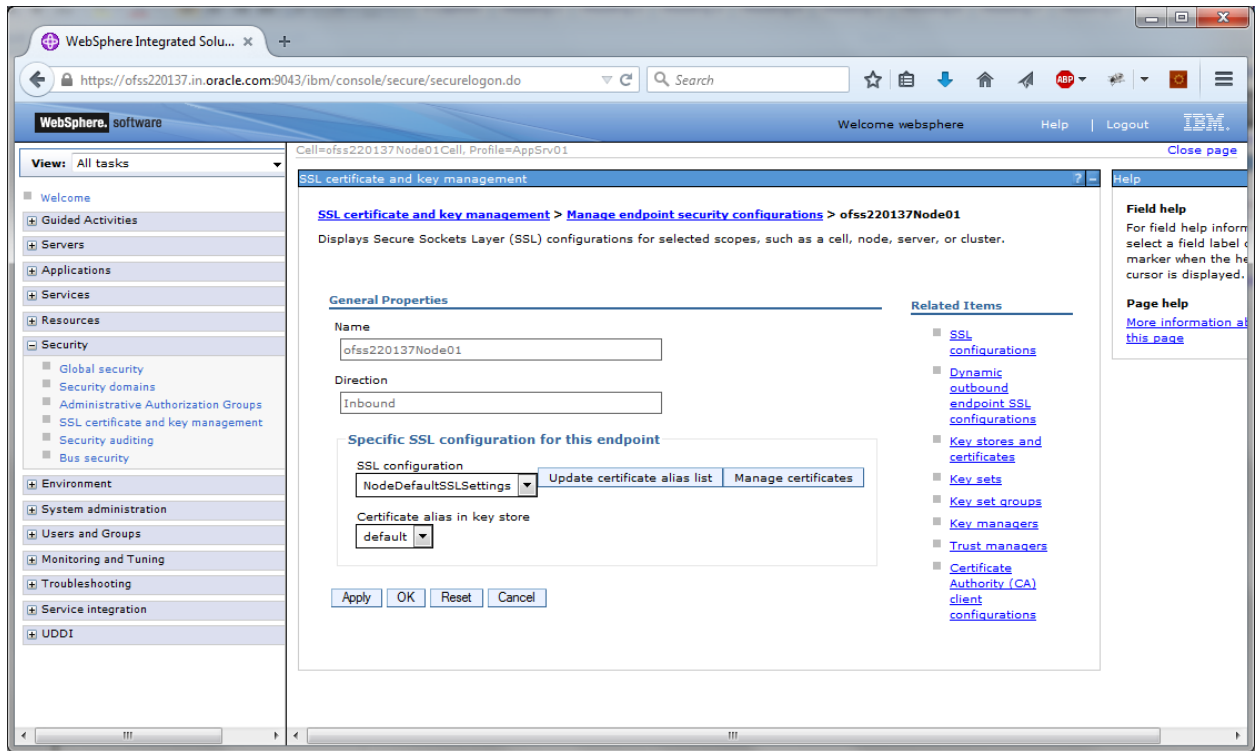 WebSphere Integrated Solu...
https://ofss220137.in.oracle.com:9043/ibm/console/secure/securelogon.do
Search
ABP
WebSphere. software
Welcome websphere
Help | Logout
IBM.
View: All tasks
Cell=ofss220137Node01Cell, Profile=AppSrv01
Close page
Welcome
Guided Activities
Servers
Applications
Services
Resources
Security
Global security
Security domains
Administrative Authorization Groups
SSL certificate and key management
Security auditing
Bus security
Environment
System administration
Users and Groups
Monitoring and Tuning
Troubleshooting
Service integration
UDDI
SSL certificate and key management
? –
SSL certificate and key management > Manage endpoint security configurations > ofss220137Node01
Displays Secure Sockets Layer (SSL) configurations for selected scopes, such as a cell, node, server, or cluster.
General Properties
Name
ofss220137Node01
Direction
Inbound
Specific SSL configuration for this endpoint
SSL configuration
NodeDefaultSSLSettings
Update certificate alias list
Manage certificates
Certificate alias in key store
default
Apply
OK
Reset
Cancel
Related Items
SSL
configurations
Dynamic
outbound
endpoint SSL
configurations
Key stores and
certificates
Key sets
Key set groups
Key managers
Trust managers
Certificate
Authority (CA)
client
configurations
Help
Field help
For field help inform
select a field label
marker when the he
cursor is displayed.
Page help
More information ab
this page